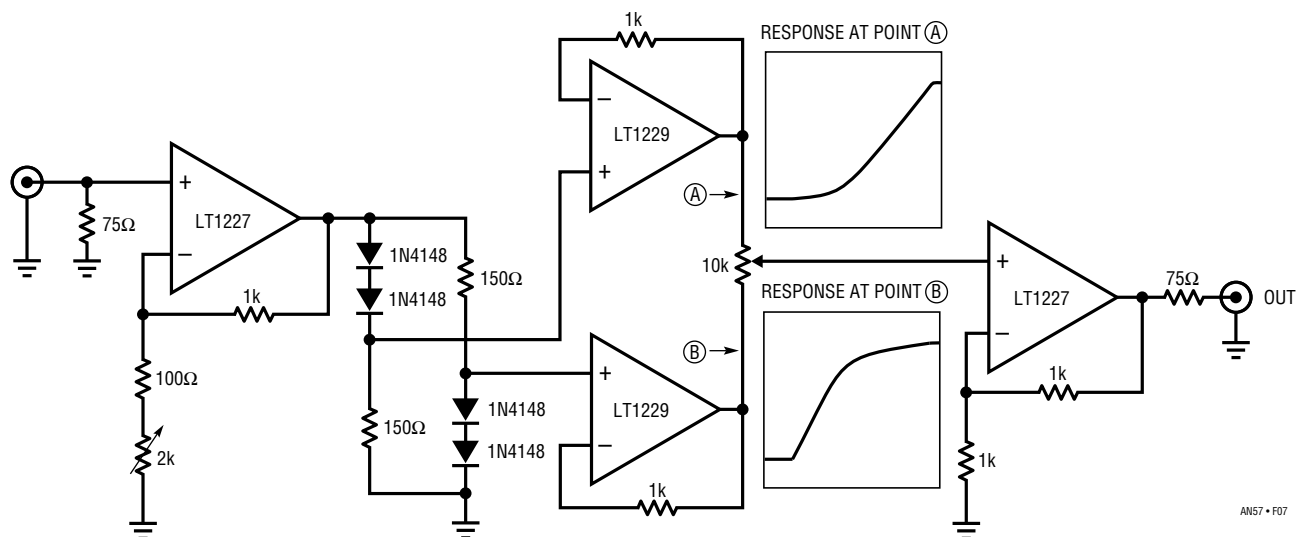 1k
RESPONSE AT POINT A
−
LT1229
+
A
+
75Ω
LT1227
−
1N4148
1N4148
150Ω
1k
100Ω
2k
10k
RESPONSE AT POINT B
B
+
LT1227
−
75Ω
OUT
1k
1k
150Ω
+
LT1229
−
1N4148
1N4148
1k
AN57 • F07